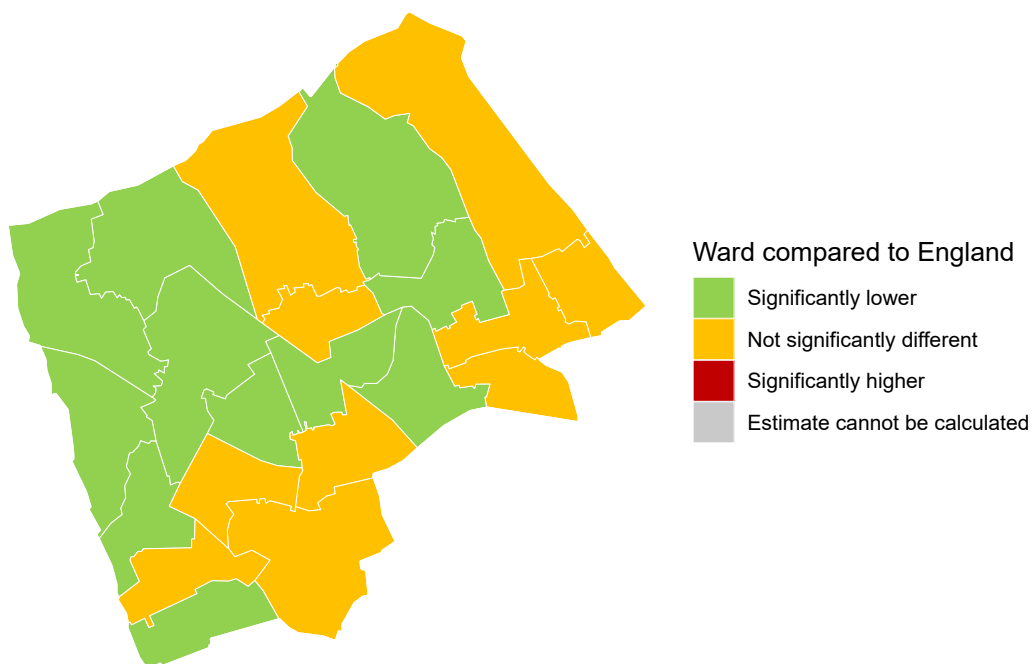 Ward compared to England
Significantly lower
Not significantly different
Significantly higher
Estimate cannot be calculated